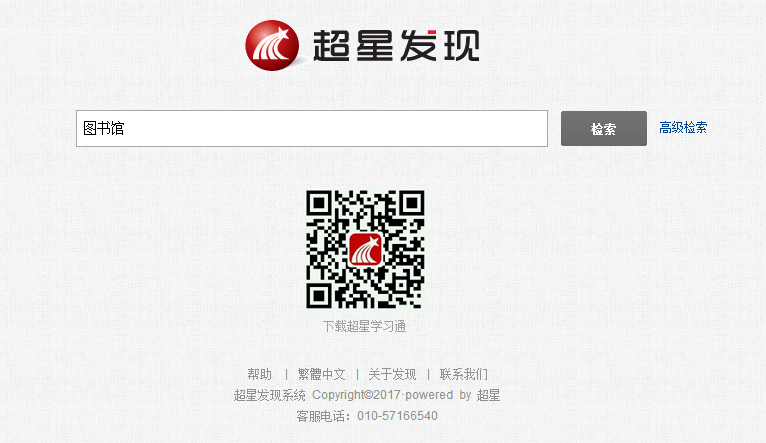 超星发现
图书馆 检索 高级检索
下载超星学习通
帮助 | 繁體中文 | 关于发现 | 联系我们
超星发现系统 Copyright©2017·powered by 超星
客服电话：010-57166540